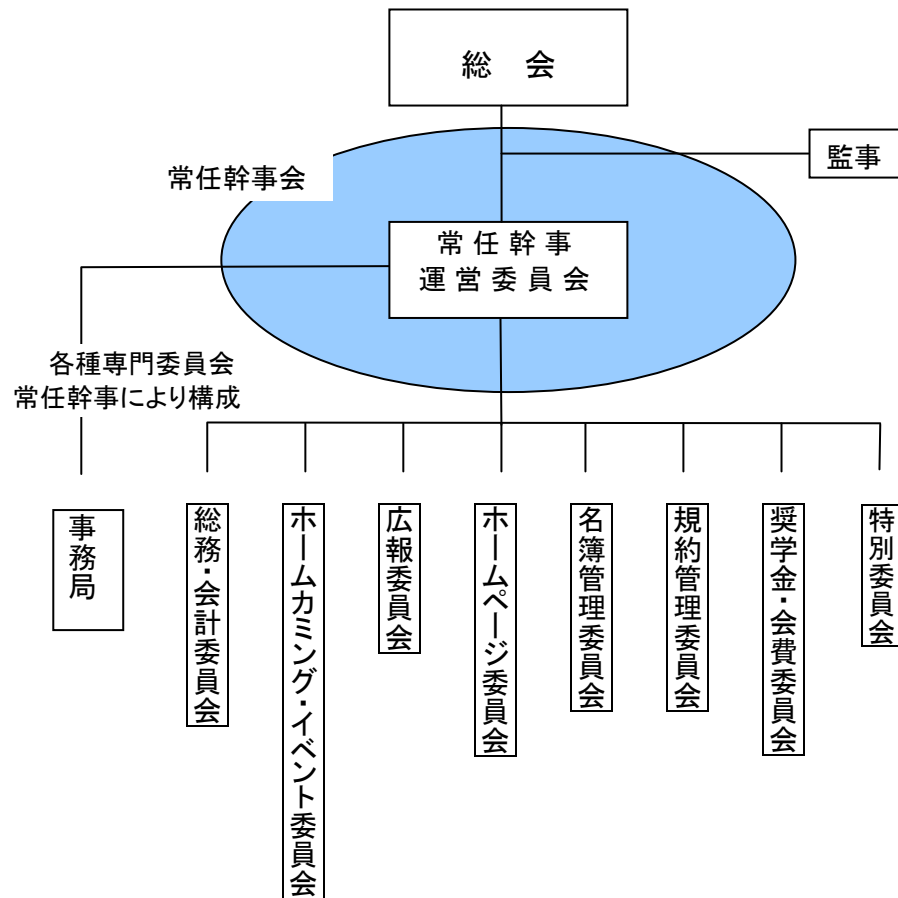 総　会
監事
常任幹事会
常 任 幹 事
運 営 委 員 会
各種専門委員会
常任幹事により構成
事務局
総務・会計委員会
ホームカミング・イベント委員会
広報委員会
ホームページ委員会
名簿管理委員会
規約管理委員会
奨学金・会費委員会
特別委員会